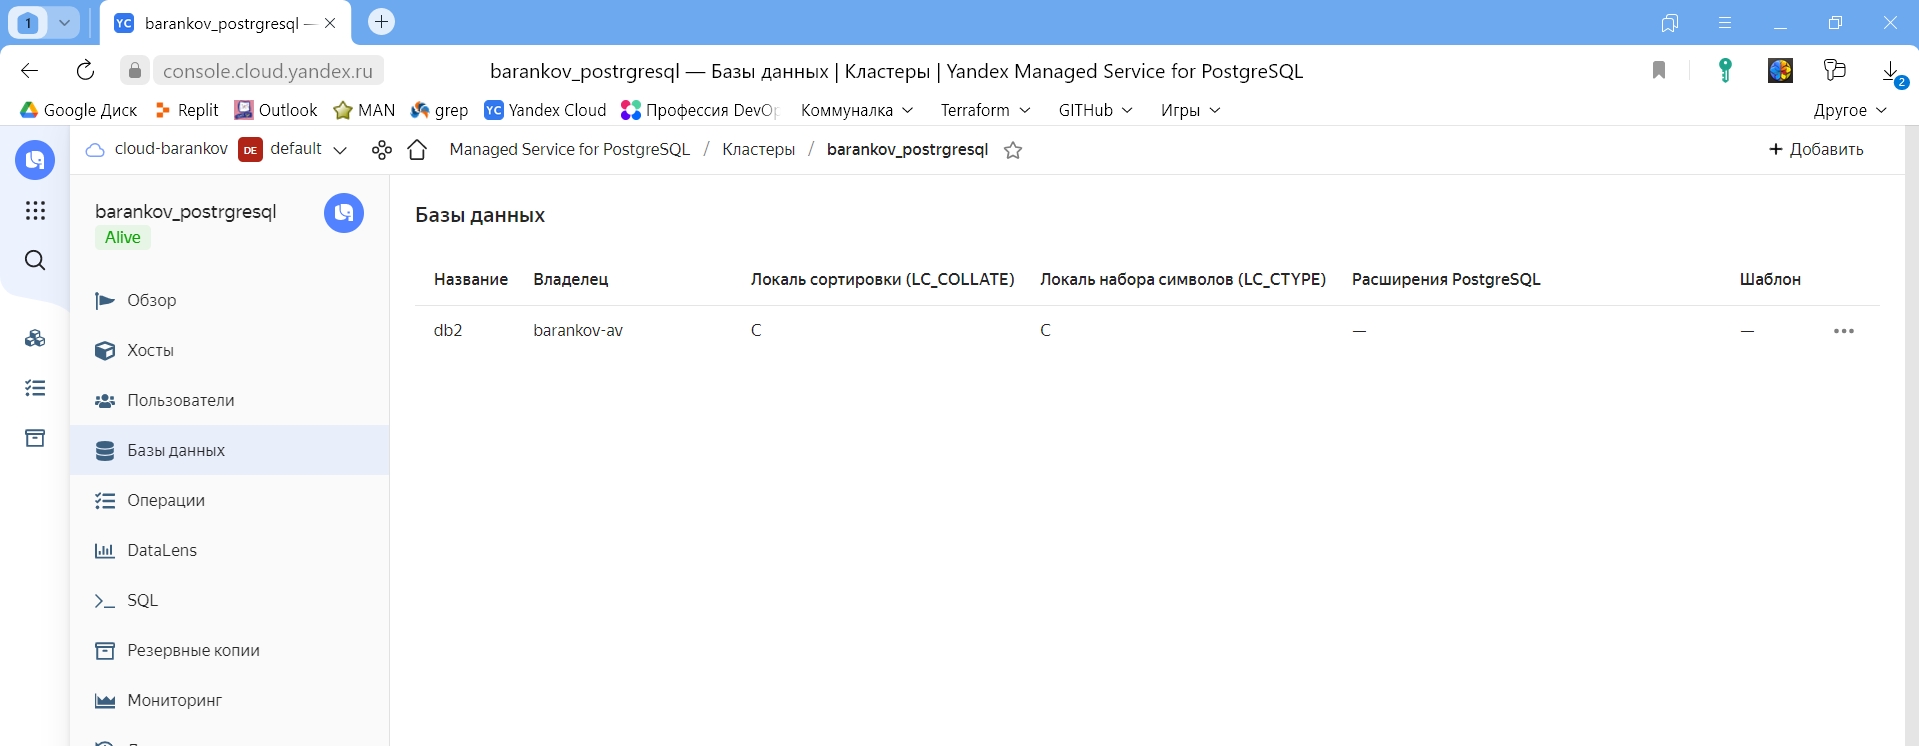 1
YC barankov_postrgresql —
console.cloud.yandex.ru
barankov_postrgresql — Базы данных | Кластеры | Yandex Managed Service for PostgreSQL
2
Google Диск
Replit
Outlook
MAN
grep
YC Yandex Cloud
Профессия DevOp
Коммуналка
Terraform
GITHub
Игры
Другое
cloud-barankov
DE default
Managed Service for PostgreSQL / Кластеры / barankov_postrgresql
+ Добавить
barankov_postrgresql
Alive
Обзор
Хосты
Пользователи
Базы данных
Операции
DataLens
SQL
Резервные копии
Мониторинг
Базы данных
Название Владелец Локаль сортировки (LC_COLLATE) Локаль набора символов (LC_CTYPE) Расширения PostgreSQL Шаблон
db2 barankov-av C C — —